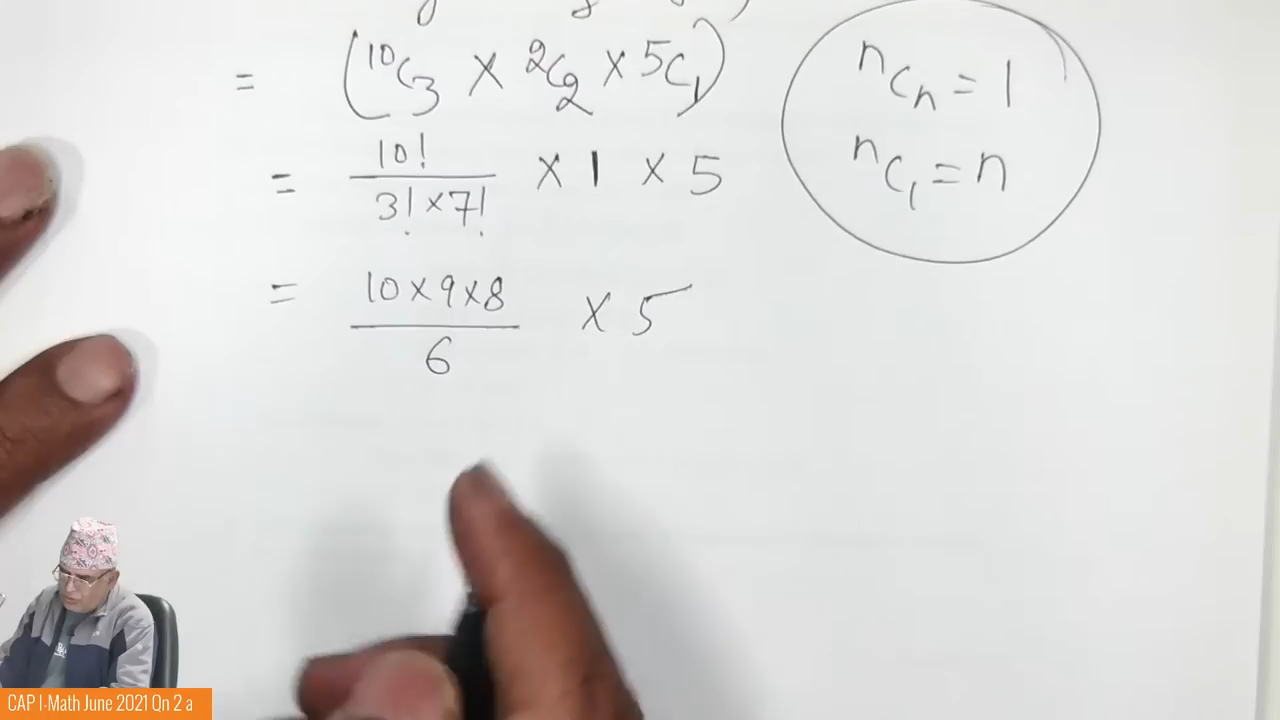 = (¹⁰C₃ × ²C₂ × ⁵C₁)
= 10! / (3! × 7!) × 1 × 5
= (10 × 9 × 8) / 6 × 5
ⁿCₙ = 1
ⁿC₁ = n
CAP I-Math June 2021 Qn 2 a